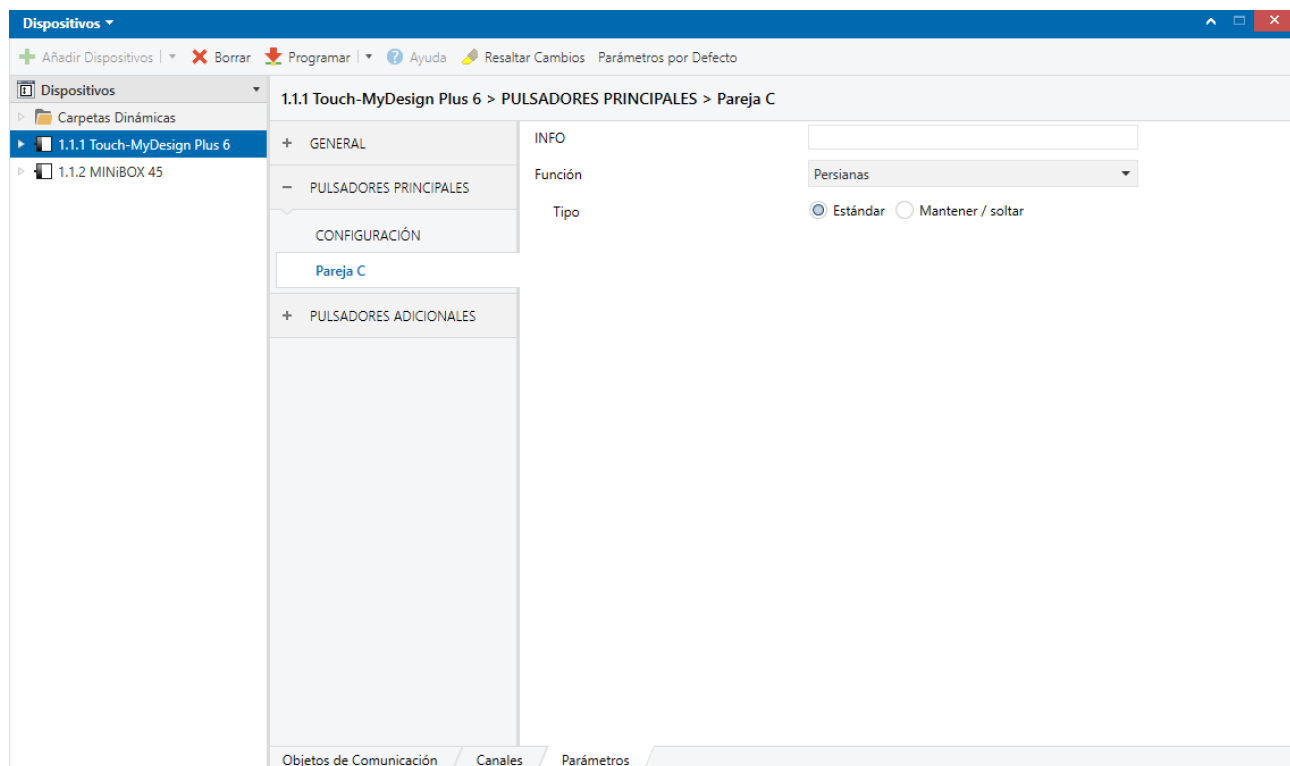 Dispositivos
Añadir Dispositivos Borrar Programar Ayuda Resaltar Cambios Parámetros por Defecto
Dispositivos
Carpetas Dinámicas
1.1.1 Touch-MyDesign Plus 6
1.1.2 MINiBOX 45
1.1.1 Touch-MyDesign Plus 6 > PULSADORES PRINCIPALES > Pareja C
+ GENERAL
− PULSADORES PRINCIPALES
CONFIGURACIÓN
Pareja C
+ PULSADORES ADICIONALES
INFO
Función Persianas
Tipo Estándar Mantener / soltar
Objetos de Comunicación Canales Parámetros